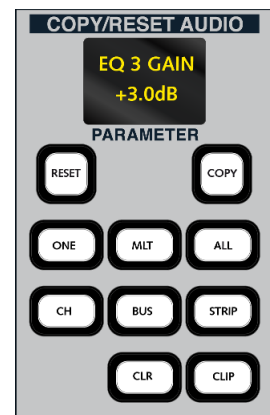 COPY/RESET AUDIO
EQ 3 GAIN
+3.0dB
PARAMETER
RESET COPY
ONE MLT ALL
CH BUS STRIP
CLR CLIP